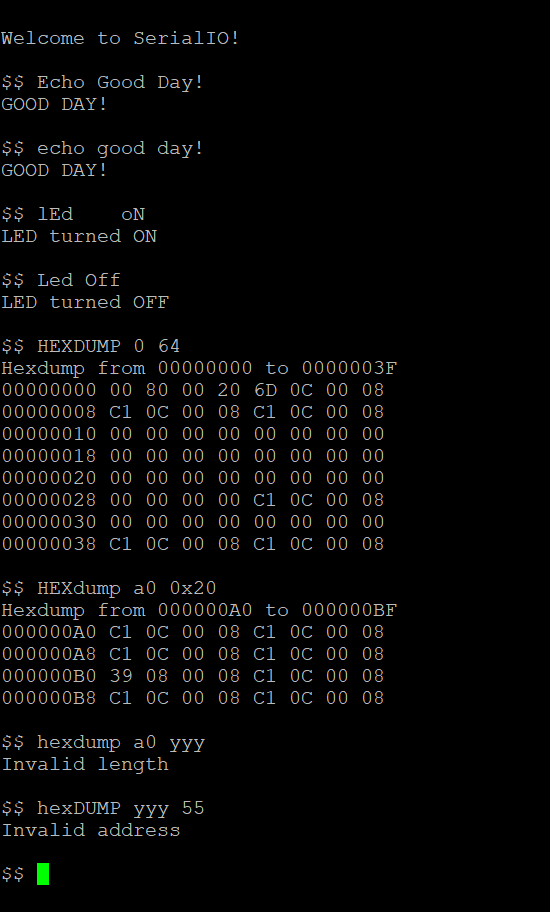 Welcome to SerialIO!
$$ Echo Good Day!
GOOD DAY!
$$ echo good day!
GOOD DAY!
$$ lEd    oN
LED turned ON
$$ Led Off
LED turned OFF
$$ HEXDUMP 0 64
Hexdump from 00000000 to 0000003F
00000000 00 80 00 20 6D 0C 00 08
00000008 C1 0C 00 08 C1 0C 00 08
00000010 00 00 00 00 00 00 00 00
00000018 00 00 00 00 00 00 00 00
00000020 00 00 00 00 00 00 00 00
00000028 00 00 00 00 C1 0C 00 08
00000030 00 00 00 00 00 00 00 00
00000038 C1 0C 00 08 C1 0C 00 08
$$ HEXdump a0 0x20
Hexdump from 000000A0 to 000000BF
000000A0 C1 0C 00 08 C1 0C 00 08
000000A8 C1 0C 00 08 C1 0C 00 08
000000B0 39 08 00 08 C1 0C 00 08
000000B8 C1 0C 00 08 C1 0C 00 08
$$ hexdump a0 yyy
Invalid length
$$ hexDUMP yyy 55
Invalid address
$$